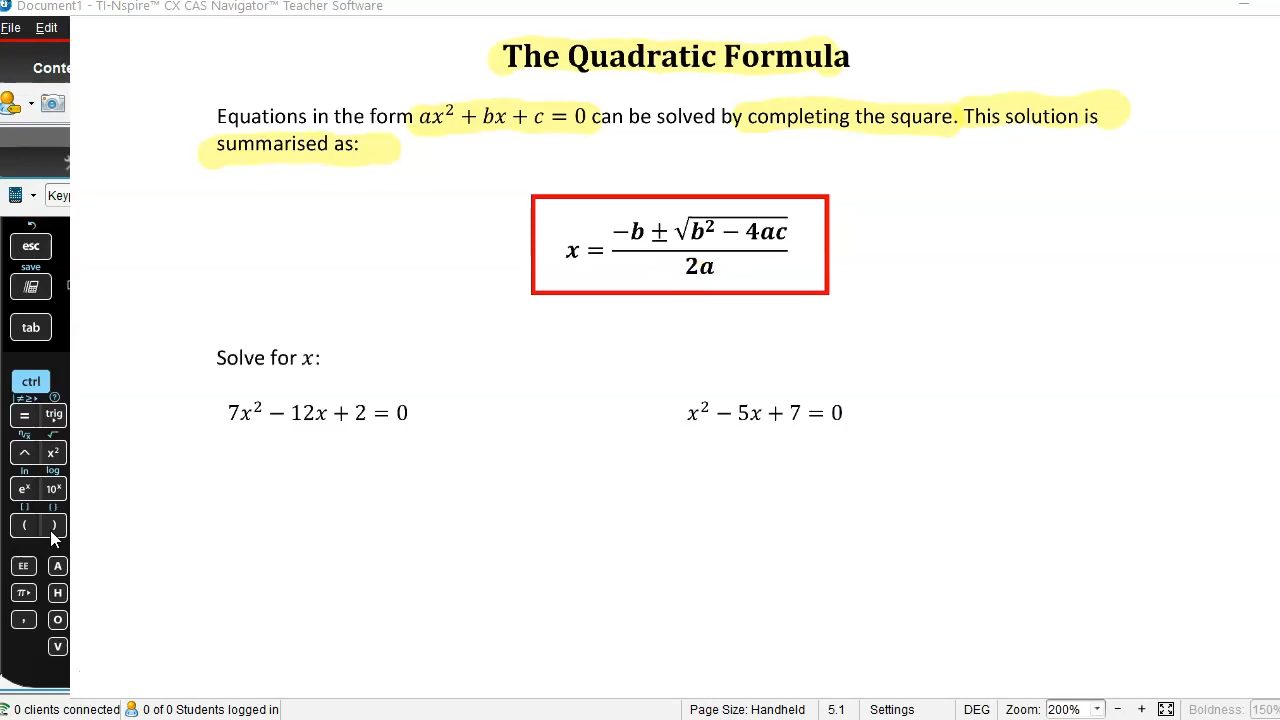 Document1 - TI-Nspire™ CX CAS Navigator™ Teacher Software
File Edit
The Quadratic Formula
Conte
Equations in the form ax² + bx + c = 0 can be solved by completing the square. This solution is
summarised as:
Keyp
x = (−b ± √(b² − 4ac)) / 2a
esc
save
tab
Solve for x:
ctrl
|≠≥▸ ?
= trig
7x² − 12x + 2 = 0
x² − 5x + 7 = 0
ⁿ√x √
^ x²
ln log
eˣ 10ˣ
[ ] { }
( )
EE A
π▸ H
, O
V
0 clients connected 0 of 0 Students logged in Page Size: Handheld 5.1 Settings DEG Zoom: 200% − + Boldness: 150%